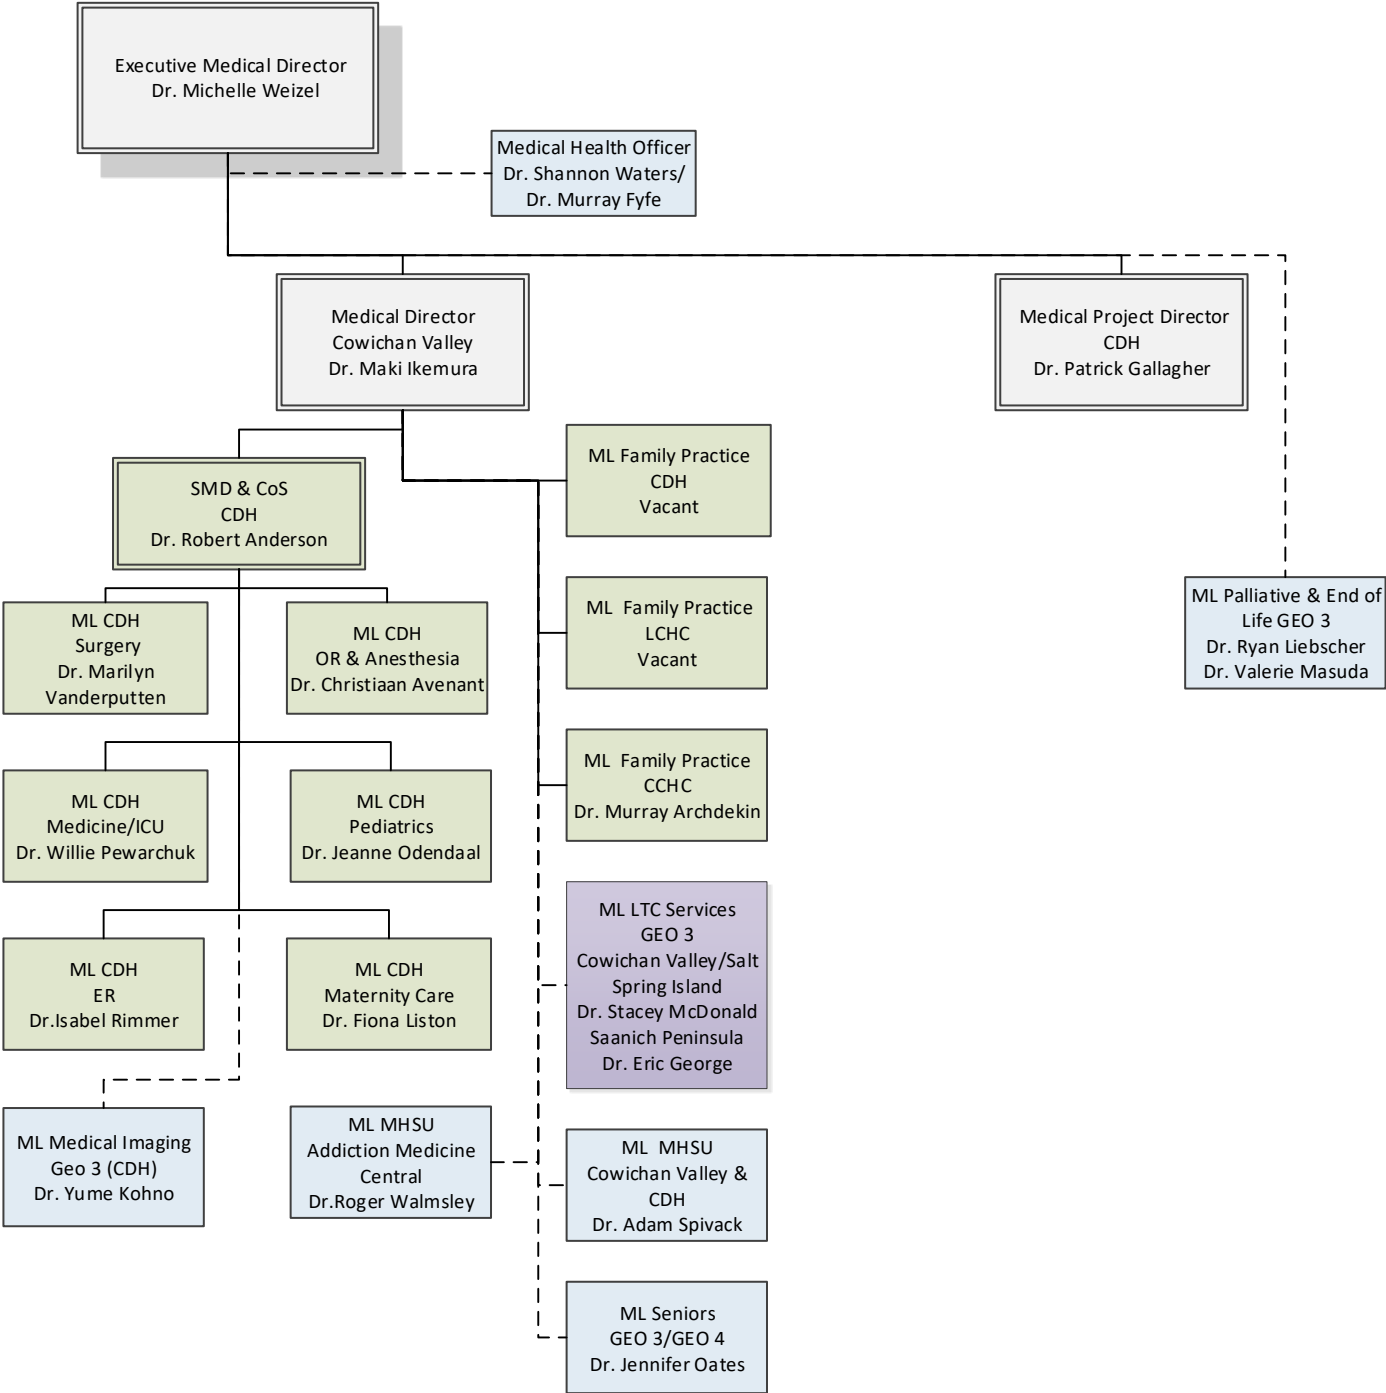 Executive Medical Director
Dr. Michelle Weizel
Medical Health Officer
Dr. Shannon Waters/
Dr. Murray Fyfe
Medical Director
Cowichan Valley
Dr. Maki Ikemura
Medical Project Director
CDH
Dr. Patrick Gallagher
SMD & CoS
CDH
Dr. Robert Anderson
ML Family Practice
CDH
Vacant
ML CDH
Surgery
Dr. Marilyn
Vanderputten
ML CDH
OR & Anesthesia
Dr. Christiaan Avenant
ML Family Practice
LCHC
Vacant
ML Palliative & End of
Life GEO 3
Dr. Ryan Liebscher
Dr. Valerie Masuda
ML CDH
Medicine/ICU
Dr. Willie Pewarchuk
ML CDH
Pediatrics
Dr. Jeanne Odendaal
ML Family Practice
CCHC
Dr. Murray Archdekin
ML CDH
ER
Dr.Isabel Rimmer
ML CDH
Maternity Care
Dr. Fiona Liston
ML LTC Services
GEO 3
Cowichan Valley/Salt
Spring Island
Dr. Stacey McDonald
Saanich Peninsula
Dr. Eric George
ML Medical Imaging
Geo 3 (CDH)
Dr. Yume Kohno
ML MHSU
Addiction Medicine
Central
Dr.Roger Walmsley
ML MHSU
Cowichan Valley &
CDH
Dr. Adam Spivack
ML Seniors
GEO 3/GEO 4
Dr. Jennifer Oates